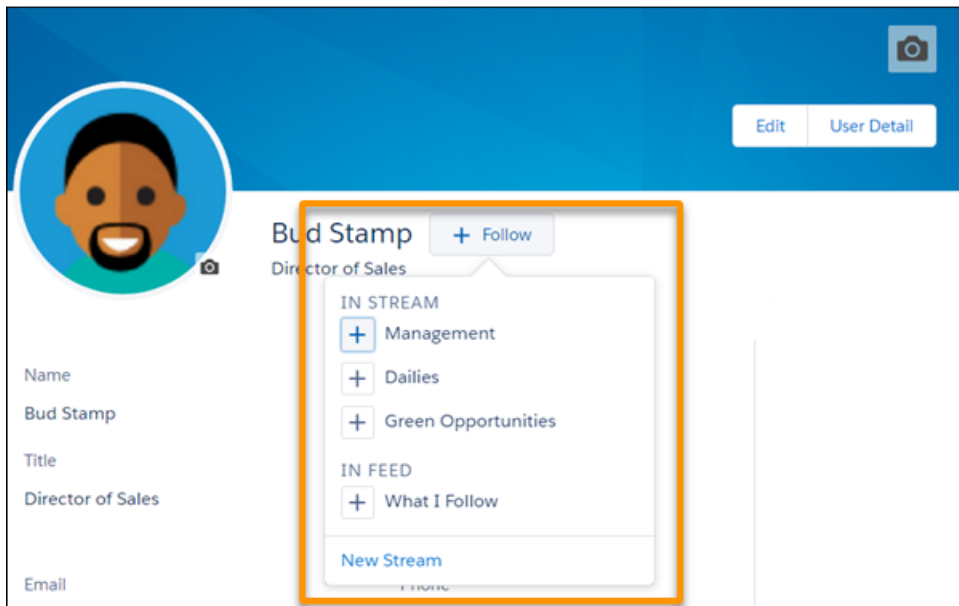 Edit User Detail
Bud Stamp + Follow
Director of Sales
IN STREAM
+ Management
+ Dailies
+ Green Opportunities
IN FEED
+ What I Follow
New Stream
Name
Bud Stamp
Title
Director of Sales
Email
Phone